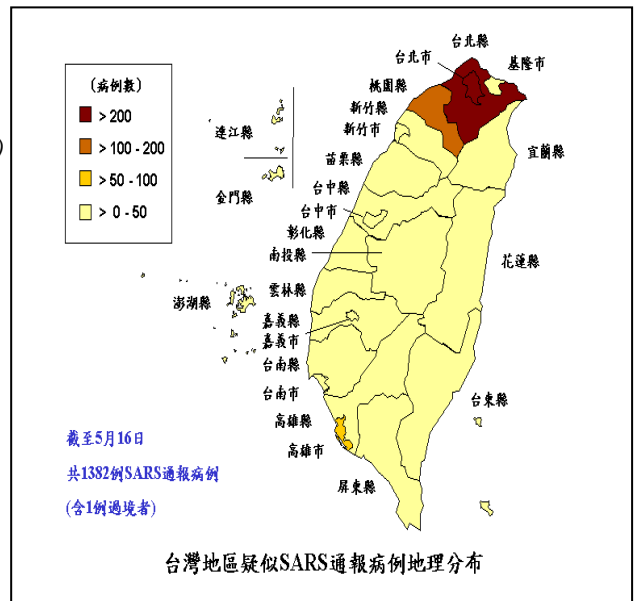 (病例數)
> 200
> 100 - 200
> 50 - 100
> 0 - 50
台北縣
台北市
基隆市
桃園縣
新竹縣
新竹市
連江縣
宜蘭縣
苗栗縣
金門縣
台中縣
台中市
彰化縣
南投縣
花蓮縣
雲林縣
澎湖縣
嘉義縣
嘉義市
台南縣
台南市
台東縣
高雄縣
高雄市
屏東縣
截至5月16日
共1382例SARS通報病例
(含1例過境者)
台灣地區疑似SARS通報病例地理分布
)